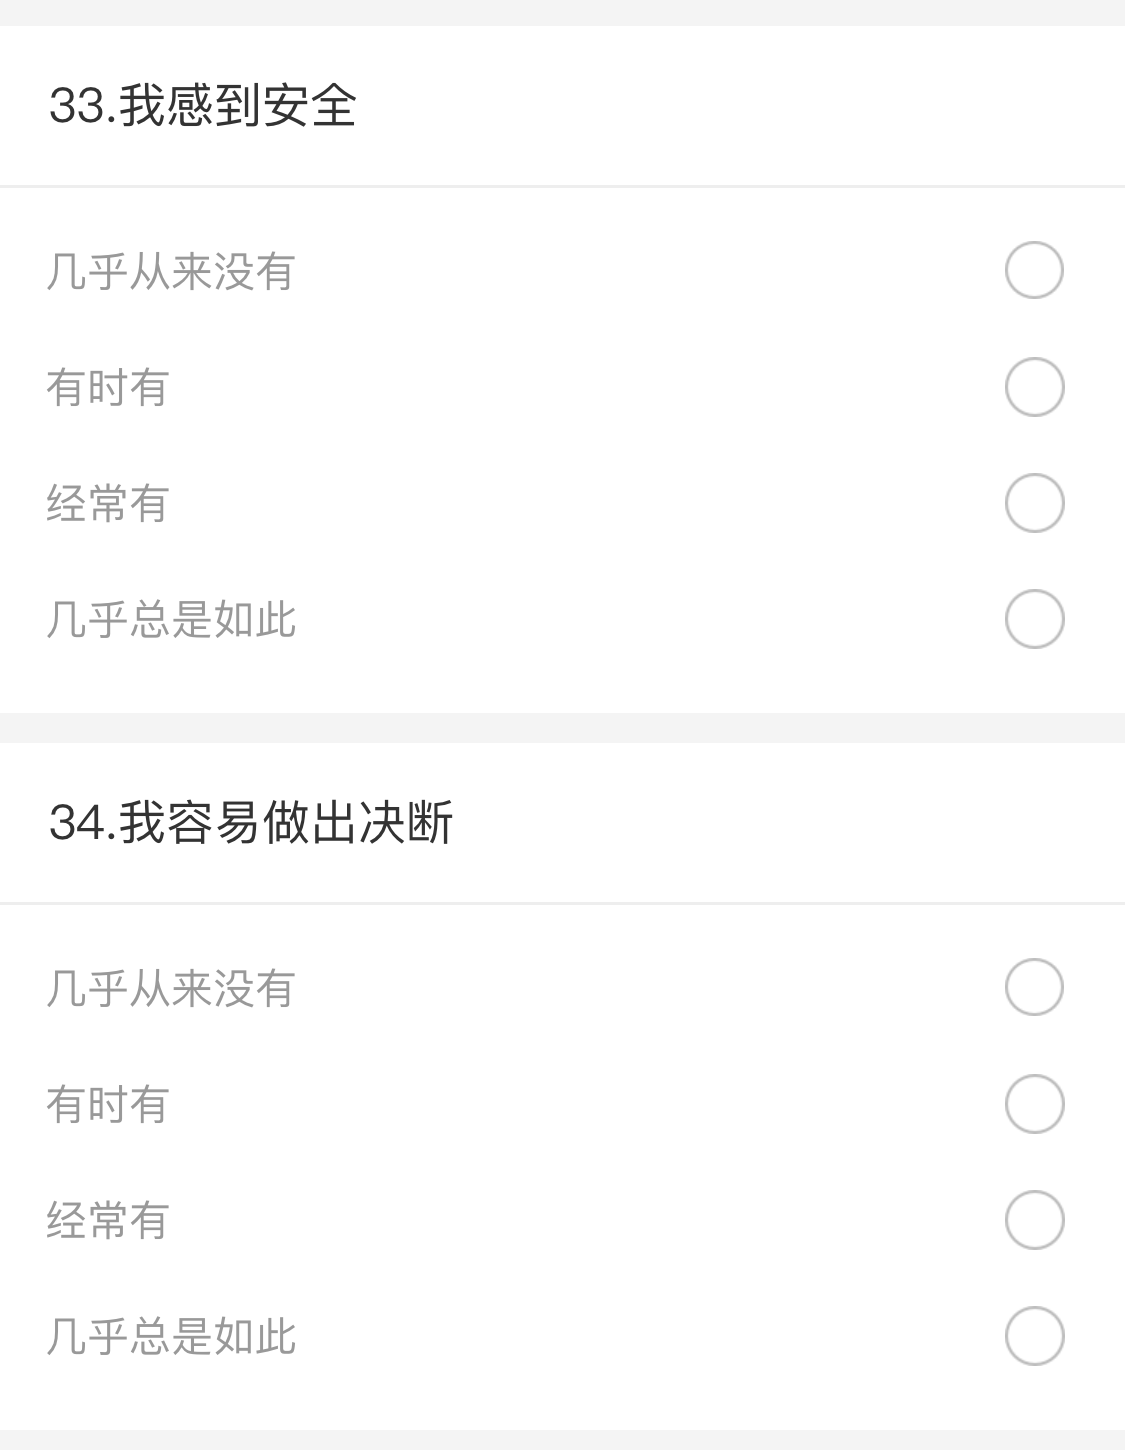 33.我感到安全
几乎从来没有
有时有
经常有
几乎总是如此
34.我容易做出决断
几乎从来没有
有时有
经常有
几乎总是如此